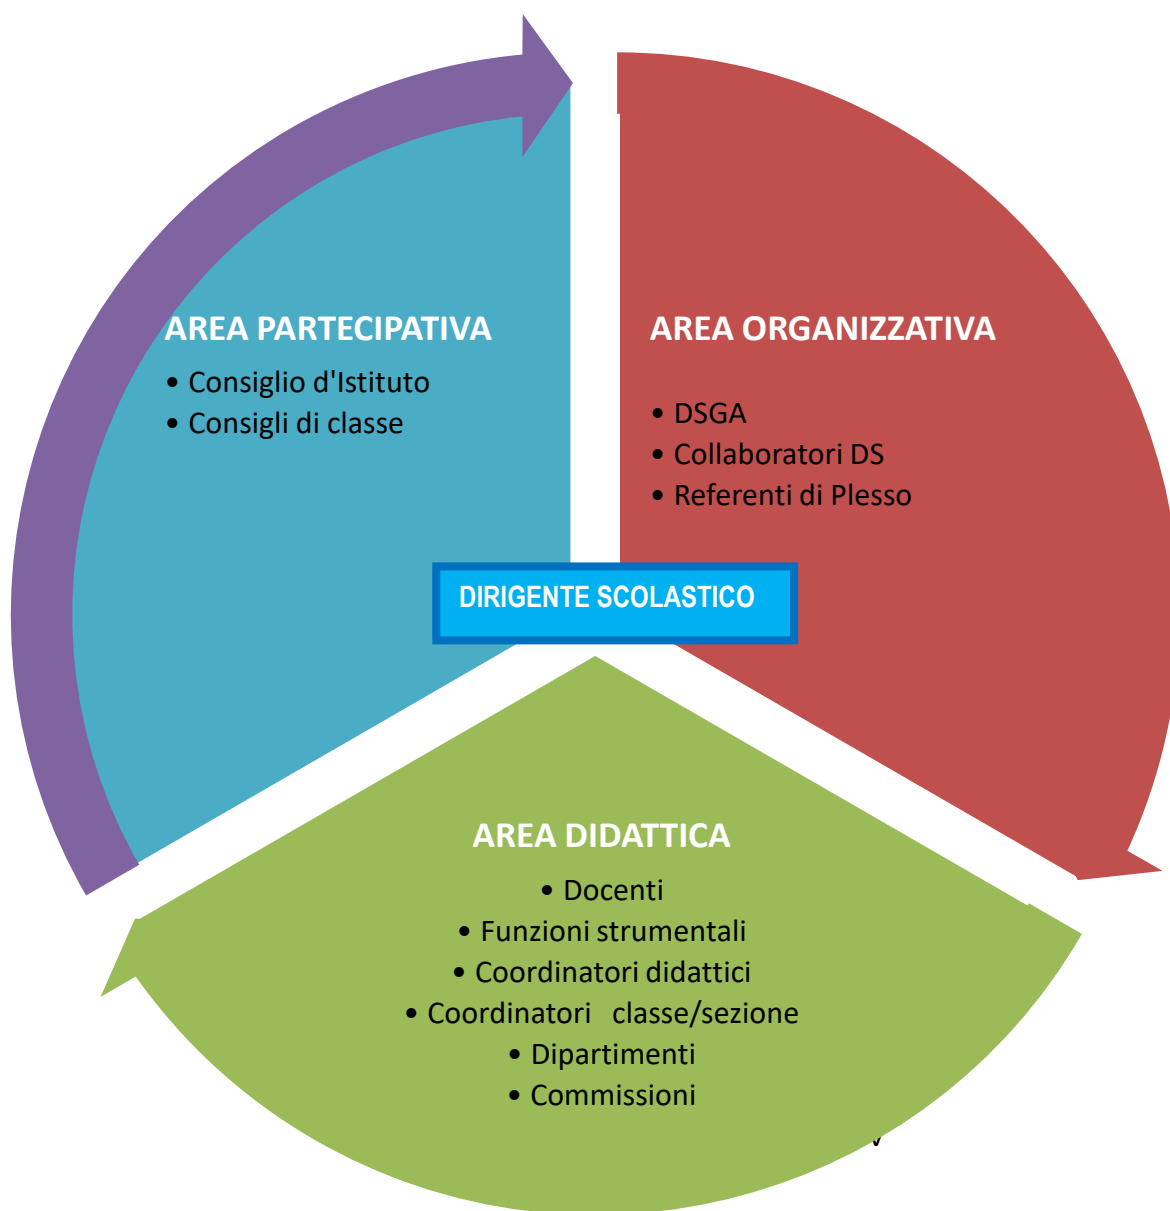 AREA PARTECIPATIVA
• Consiglio d'Istituto
• Consigli di classe
AREA ORGANIZZATIVA
• DSGA
• Collaboratori DS
• Referenti di Plesso
DIRIGENTE SCOLASTICO
AREA DIDATTICA
• Docenti
• Funzioni strumentali
• Coordinatori didattici
• Coordinatori classe/sezione
• Dipartimenti
• Commissioni